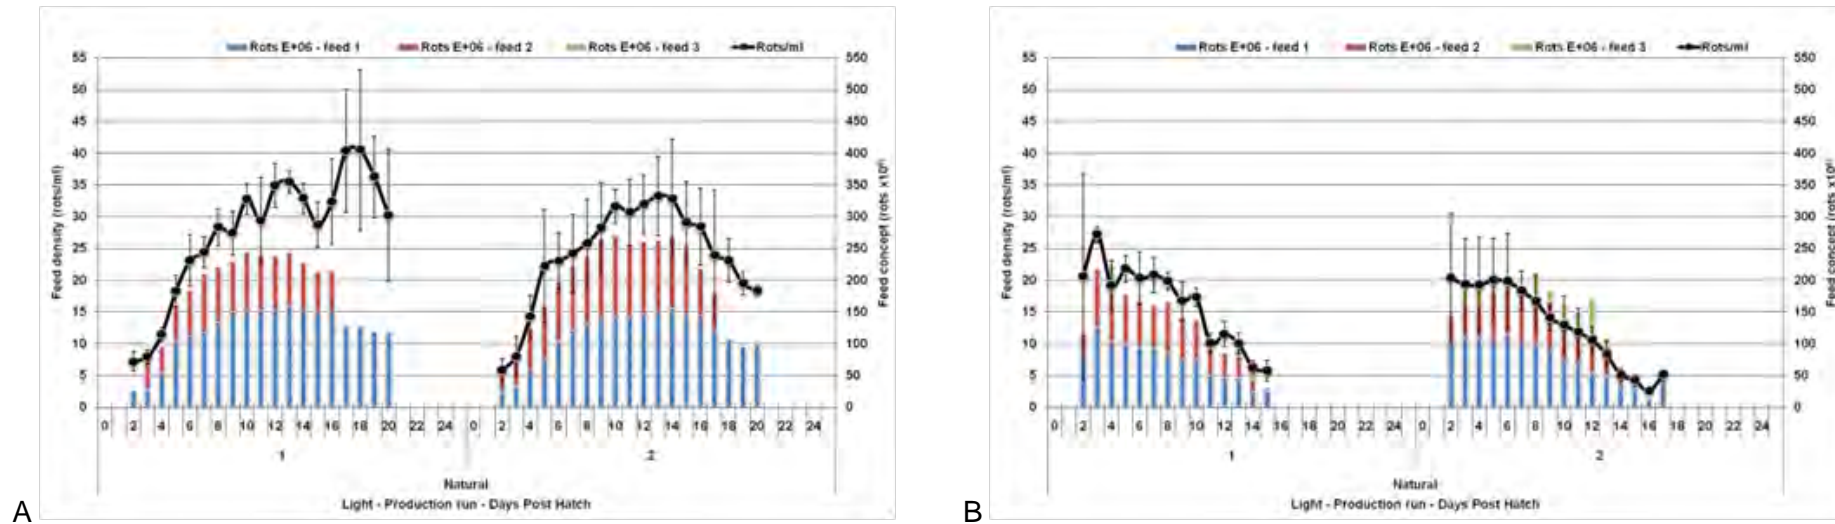 Rots E+06 - feed 1 Rots E+06 - feed 2 Rots E+06 - feed 3 Rots/ml
55 550
50 500
45 450
40 400
35 350
30 300
25 250
20 200
15 150
10 100
5 50
0 0
Feed density (rots/ml)
Feed concept (rots x10⁶)
0 2 4 6 8 10 12 14 16 18 20 22 24 0 2 4 6 8 10 12 14 16 18 20 22 24
1 2
Natural
Light - Production run - Days Post Hatch
A
Rots E+06 - feed 1 Rots E+06 - feed 2 Rots E+06 - feed 3 Rots/ml
55 550
50 500
45 450
40 400
35 350
30 300
25 250
20 200
15 150
10 100
5 50
0 0
Feed density (rots/ml)
Feed concept (rots x10⁶
0 2 4 6 8 10 12 14 16 18 20 22 24 0 2 4 6 8 10 12 14 16 18 20 22 24
1 2
Natural
Light - Production run - Days Post Hatch
B